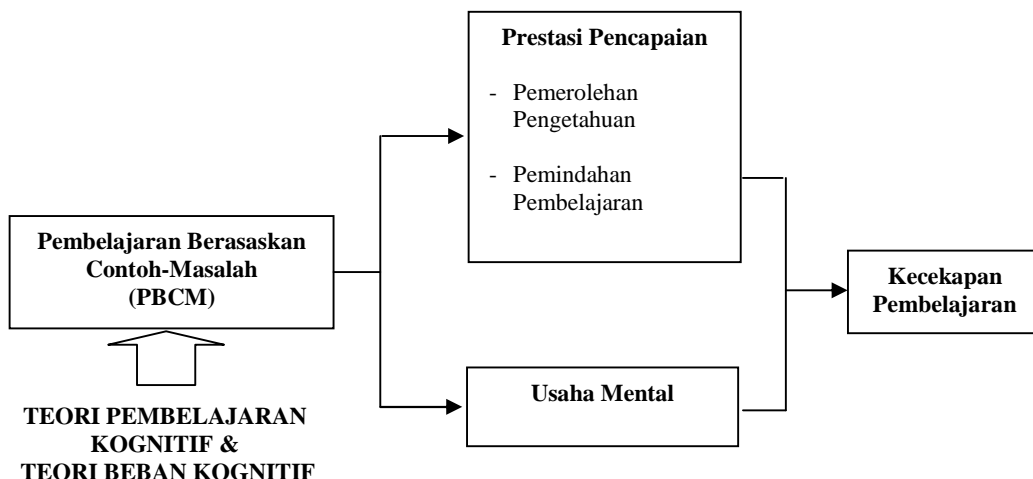 Prestasi Pencapaian
- Pemerolehan
Pengetahuan
- Pemindahan
Pembelajaran
Pembelajaran Berasaskan
Contoh-Masalah
(PBCM)
Kecekapan
Pembelajaran
Usaha Mental
TEORI PEMBELAJARAN
KOGNITIF &
TEORI BEBAN KOGNITIF